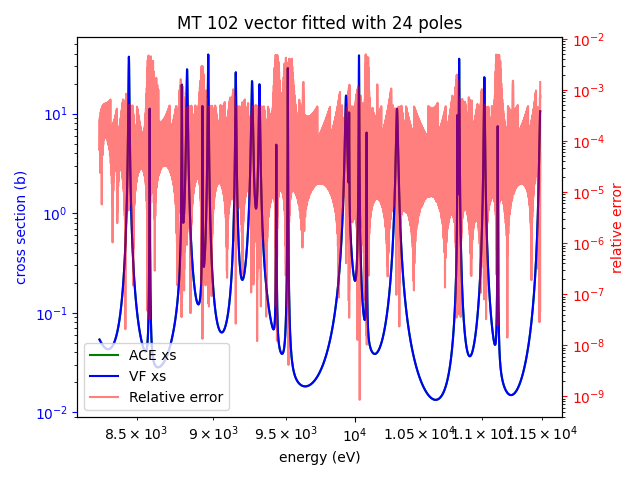 MT 102 vector fitted with 24 poles
10¹
10⁰
10⁻¹
10⁻²
cross section (b)
10⁻²
10⁻³
10⁻⁴
10⁻⁵
10⁻⁶
10⁻⁷
10⁻⁸
10⁻⁹
relative error
ACE xs
VF xs
Relative error
8.5 × 10³ 9 × 10³ 9.5 × 10³ 10⁴ 1.05 × 10⁴ 1.1 × 10⁴ 1.15 × 10⁴
energy (eV)